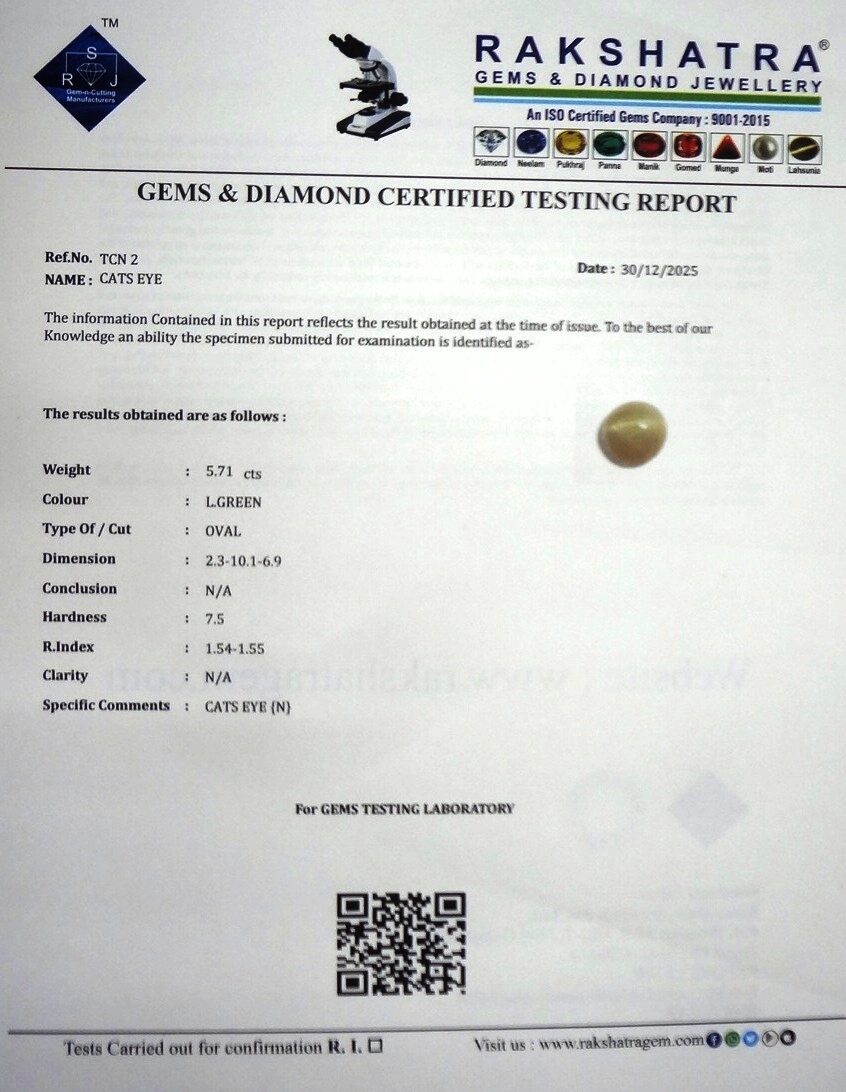 TM
S
R J
Gem-n-Cutting
Manufacturers
RAKSHATRA®
GEMS & DIAMOND JEWELLERY
An ISO Certified Gems Company : 9001-2015
Diamond Neelam Pukhraj Panna Manik Gomed Munga Moti Lahsunia
GEMS & DIAMOND CERTIFIED TESTING REPORT
Ref.No. TCN 2
Date : 30/12/2025
NAME : CATS EYE
The information Contained in this report reflects the result obtained at the time of issue. To the best of our
Knowledge an ability the specimen submitted for examination is identified as-
The results obtained are as follows :
Weight : 5.71 cts
Colour : L.GREEN
Type Of / Cut : OVAL
Dimension : 2.3-10.1-6.9
Conclusion : N/A
Hardness : 7.5
R.Index : 1.54-1.55
Clarity : N/A
Specific Comments : CATS EYE {N}
For GEMS TESTING LABORATORY
Tests Carried out for confirmation R. I. ☐
Visit us : www.rakshatragem.com